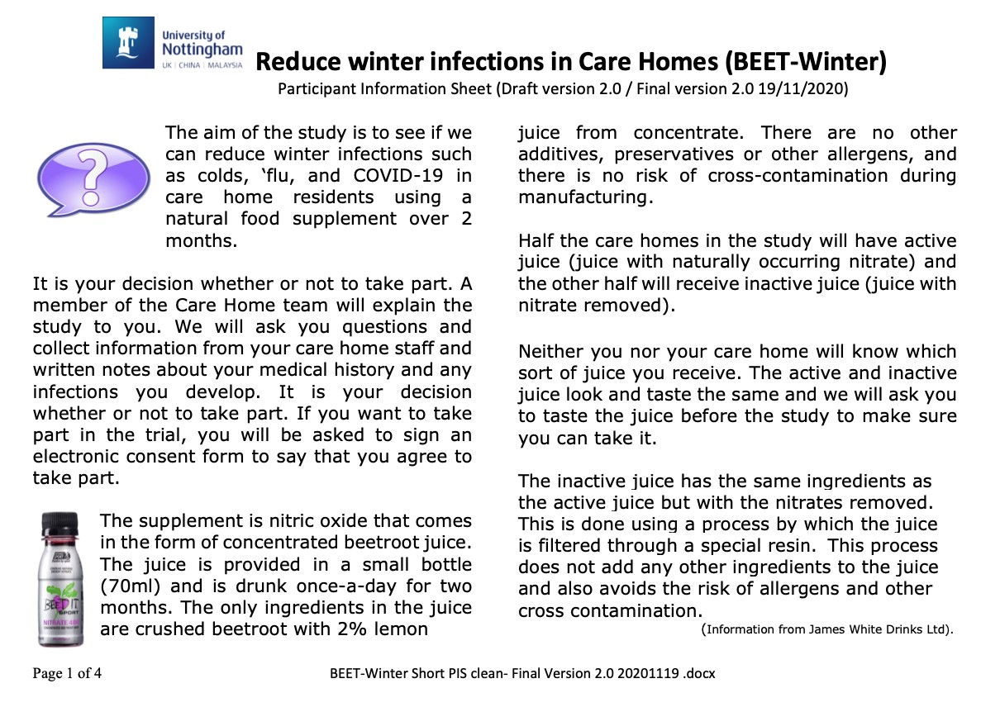 University of
Nottingham
UK | CHINA | MALAYSIA
Reduce winter infections in Care Homes (BEET-Winter)
Participant Information Sheet (Draft version 2.0 / Final version 2.0 19/11/2020)
?
The aim of the study is to see if we
can reduce winter infections such
as colds, ‘flu, and COVID-19 in
care home residents using a
natural food supplement over 2
months.
It is your decision whether or not to take part. A
member of the Care Home team will explain the
study to you. We will ask you questions and
collect information from your care home staff and
written notes about your medical history and any
infections you develop. It is your decision
whether or not to take part. If you want to take
part in the trial, you will be asked to sign an
electronic consent form to say that you agree to
take part.
BEET IT
SPORT
The supplement is nitric oxide that comes
in the form of concentrated beetroot juice.
The juice is provided in a small bottle
(70ml) and is drunk once-a-day for two
months. The only ingredients in the juice
are crushed beetroot with 2% lemon
juice from concentrate. There are no other
additives, preservatives or other allergens, and
there is no risk of cross-contamination during
manufacturing.
Half the care homes in the study will have active
juice (juice with naturally occurring nitrate) and
the other half will receive inactive juice (juice with
nitrate removed).
Neither you nor your care home will know which
sort of juice you receive. The active and inactive
juice look and taste the same and we will ask you
to taste the juice before the study to make sure
you can take it.
The inactive juice has the same ingredients as
the active juice but with the nitrates removed.
This is done using a process by which the juice
is filtered through a special resin. This process
does not add any other ingredients to the juice
and also avoids the risk of allergens and other
cross contamination.
(Information from James White Drinks Ltd).
Page 1 of 4
BEET-Winter Short PIS clean- Final Version 2.0 20201119 .docx